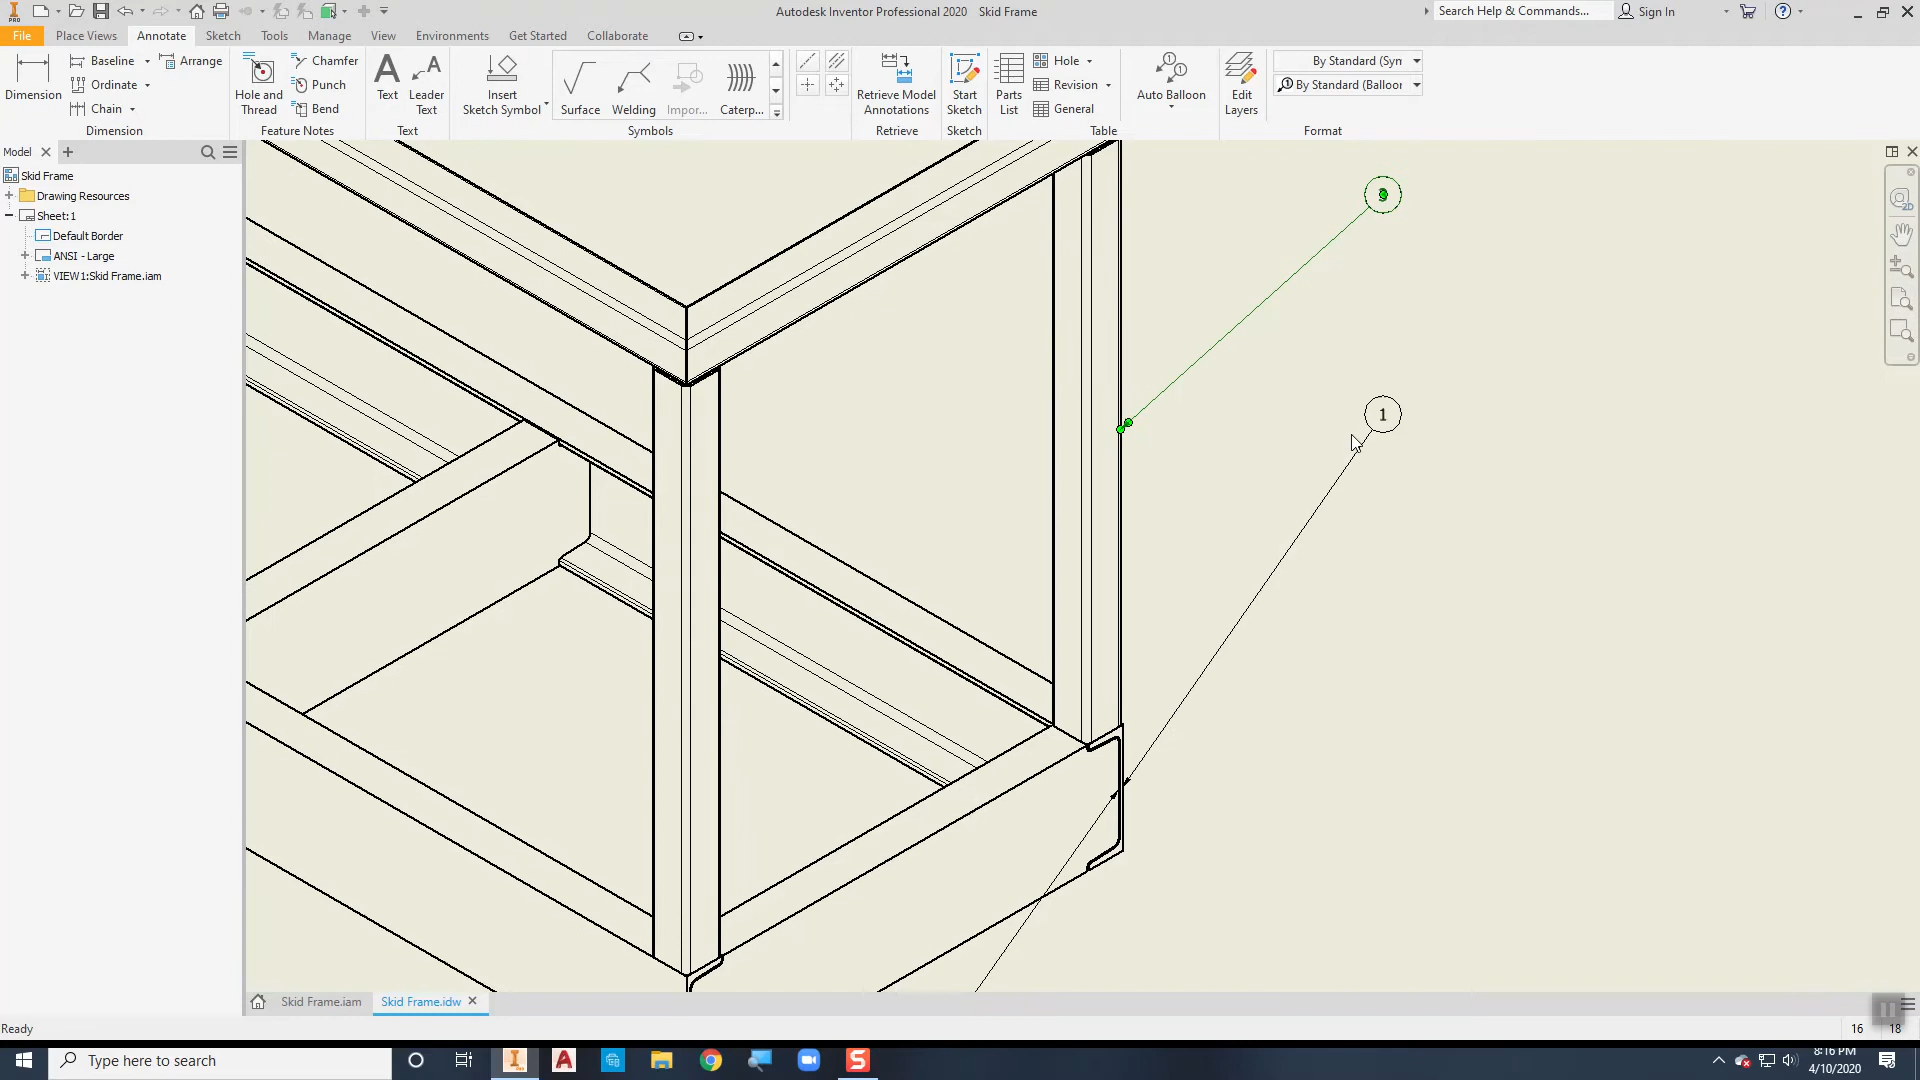 PRO
Autodesk Inventor Professional 2020 Skid Frame
Search Help & Commands...
Sign In
File
Place Views
Annotate
Sketch
Tools
Manage
View
Environments
Get Started
Collaborate
Dimension
Baseline
Ordinate
Chain
Arrange
Dimension
Hole and
Thread
Chamfer
Punch
Bend
Feature Notes
Text
Leader
Text
Text
Insert
Sketch Symbol
Surface
Welding
Impor...
Caterp...
Symbols
Retrieve Model
Annotations
Retrieve
Start
Sketch
Sketch
Parts
List
Hole
Revision
General
Table
Auto Balloon
Edit
Layers
By Standard (Syn
By Standard (Balloor
Format
Model
Skid Frame
Drawing Resources
Sheet:1
Default Border
ANSI - Large
VIEW1:Skid Frame.iam
2D
1
Skid Frame.iam
Skid Frame.idw
Ready
16
18
Type here to search
8:16 PM
4/10/2020